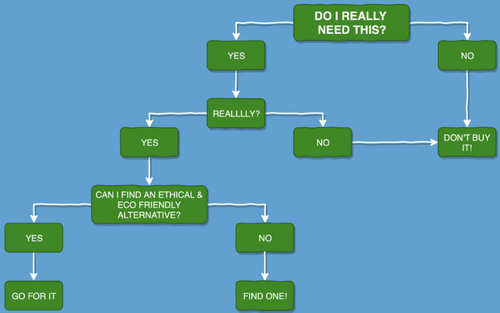 DO I REALLY
NEED THIS?
YES
NO
REALLLLY?
YES
NO
DON'T BUY
IT!
CAN I FIND AN ETHICAL &
ECO FRIENDLY
ALTERNATIVE?
YES
NO
GO FOR IT
FIND ONE!